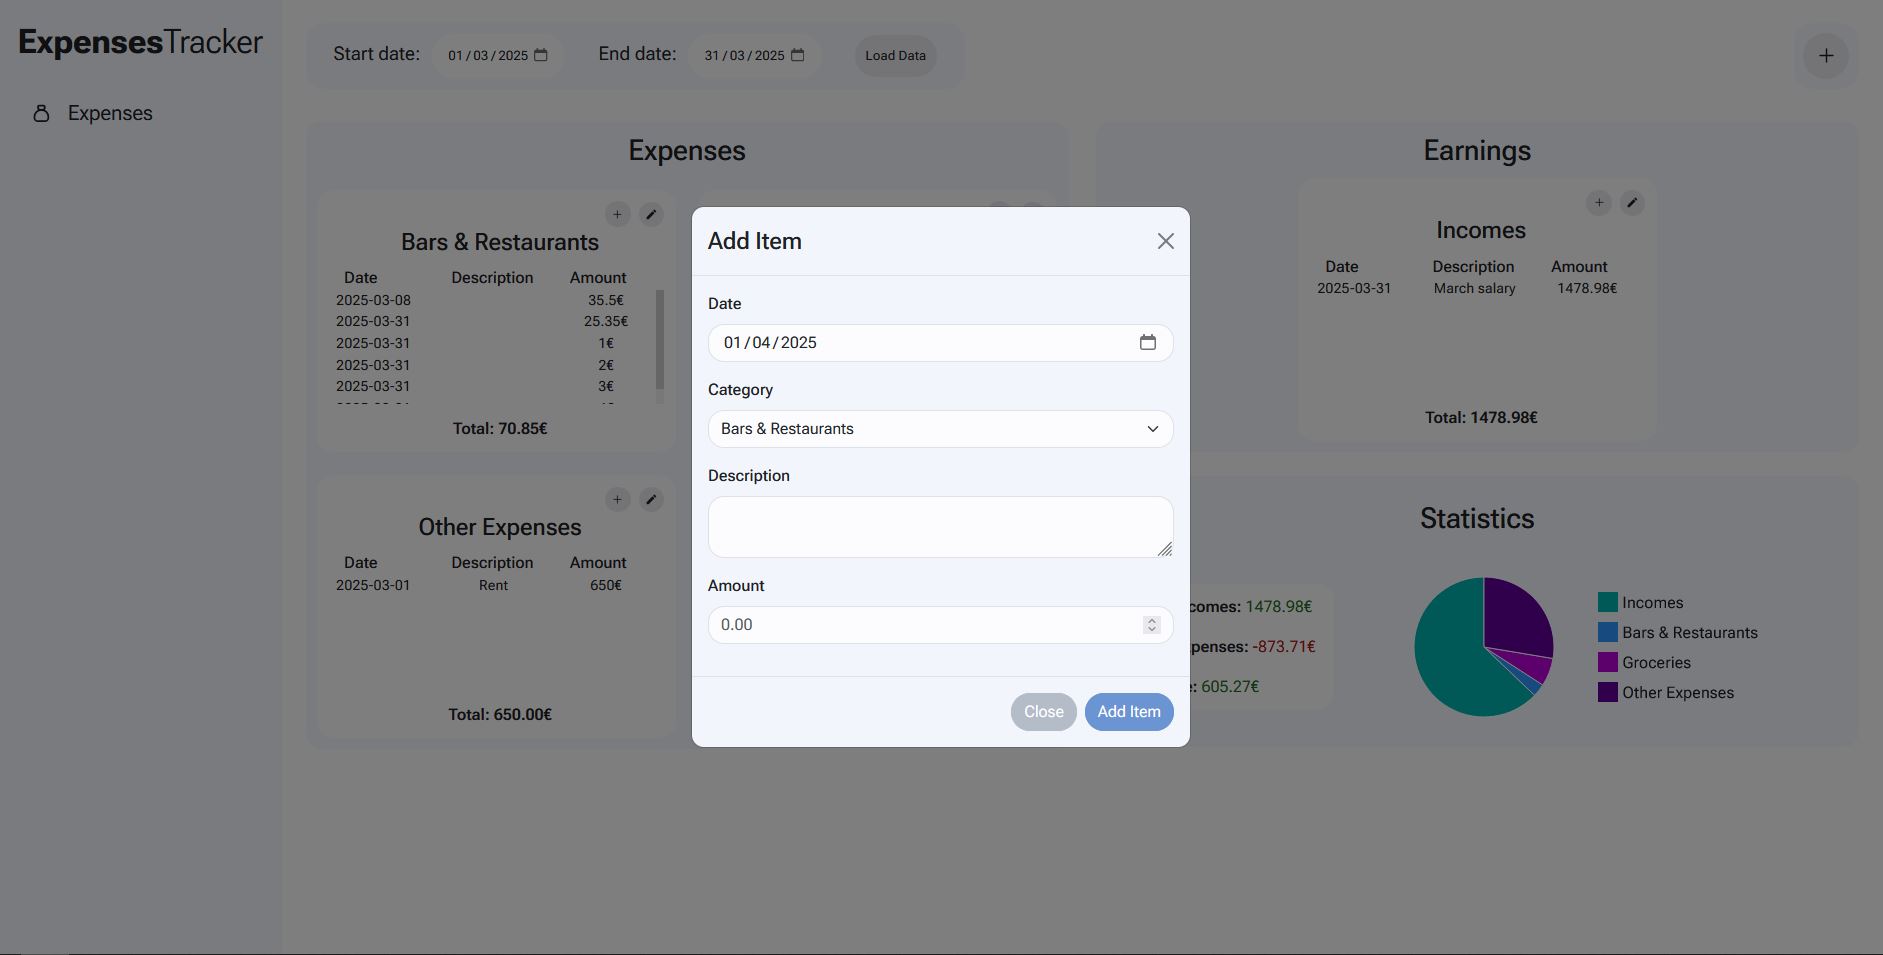 ExpensesTracker
Expenses
Start date: 01/03/2025 End date: 31/03/2025 Load Data
+
Expenses
+
Bars & Restaurants
Date Description Amount
2025-03-08 35.5€
2025-03-31 25.35€
2025-03-31 1€
2025-03-31 2€
2025-03-31 3€
Total: 70.85€
+
Other Expenses
Date Description Amount
2025-03-01 Rent 650€
Total: 650.00€
Add Item
Date
01/04/2025
Category
Bars & Restaurants
Description
Amount
0.00
Close Add Item
Earnings
+
Incomes
Date Description Amount
2025-03-31 March salary 1478.98€
Total: 1478.98€
Statistics
comes: 1478.98€
penses: -873.71€
: 605.27€
Incomes
Bars & Restaurants
Groceries
Other Expenses